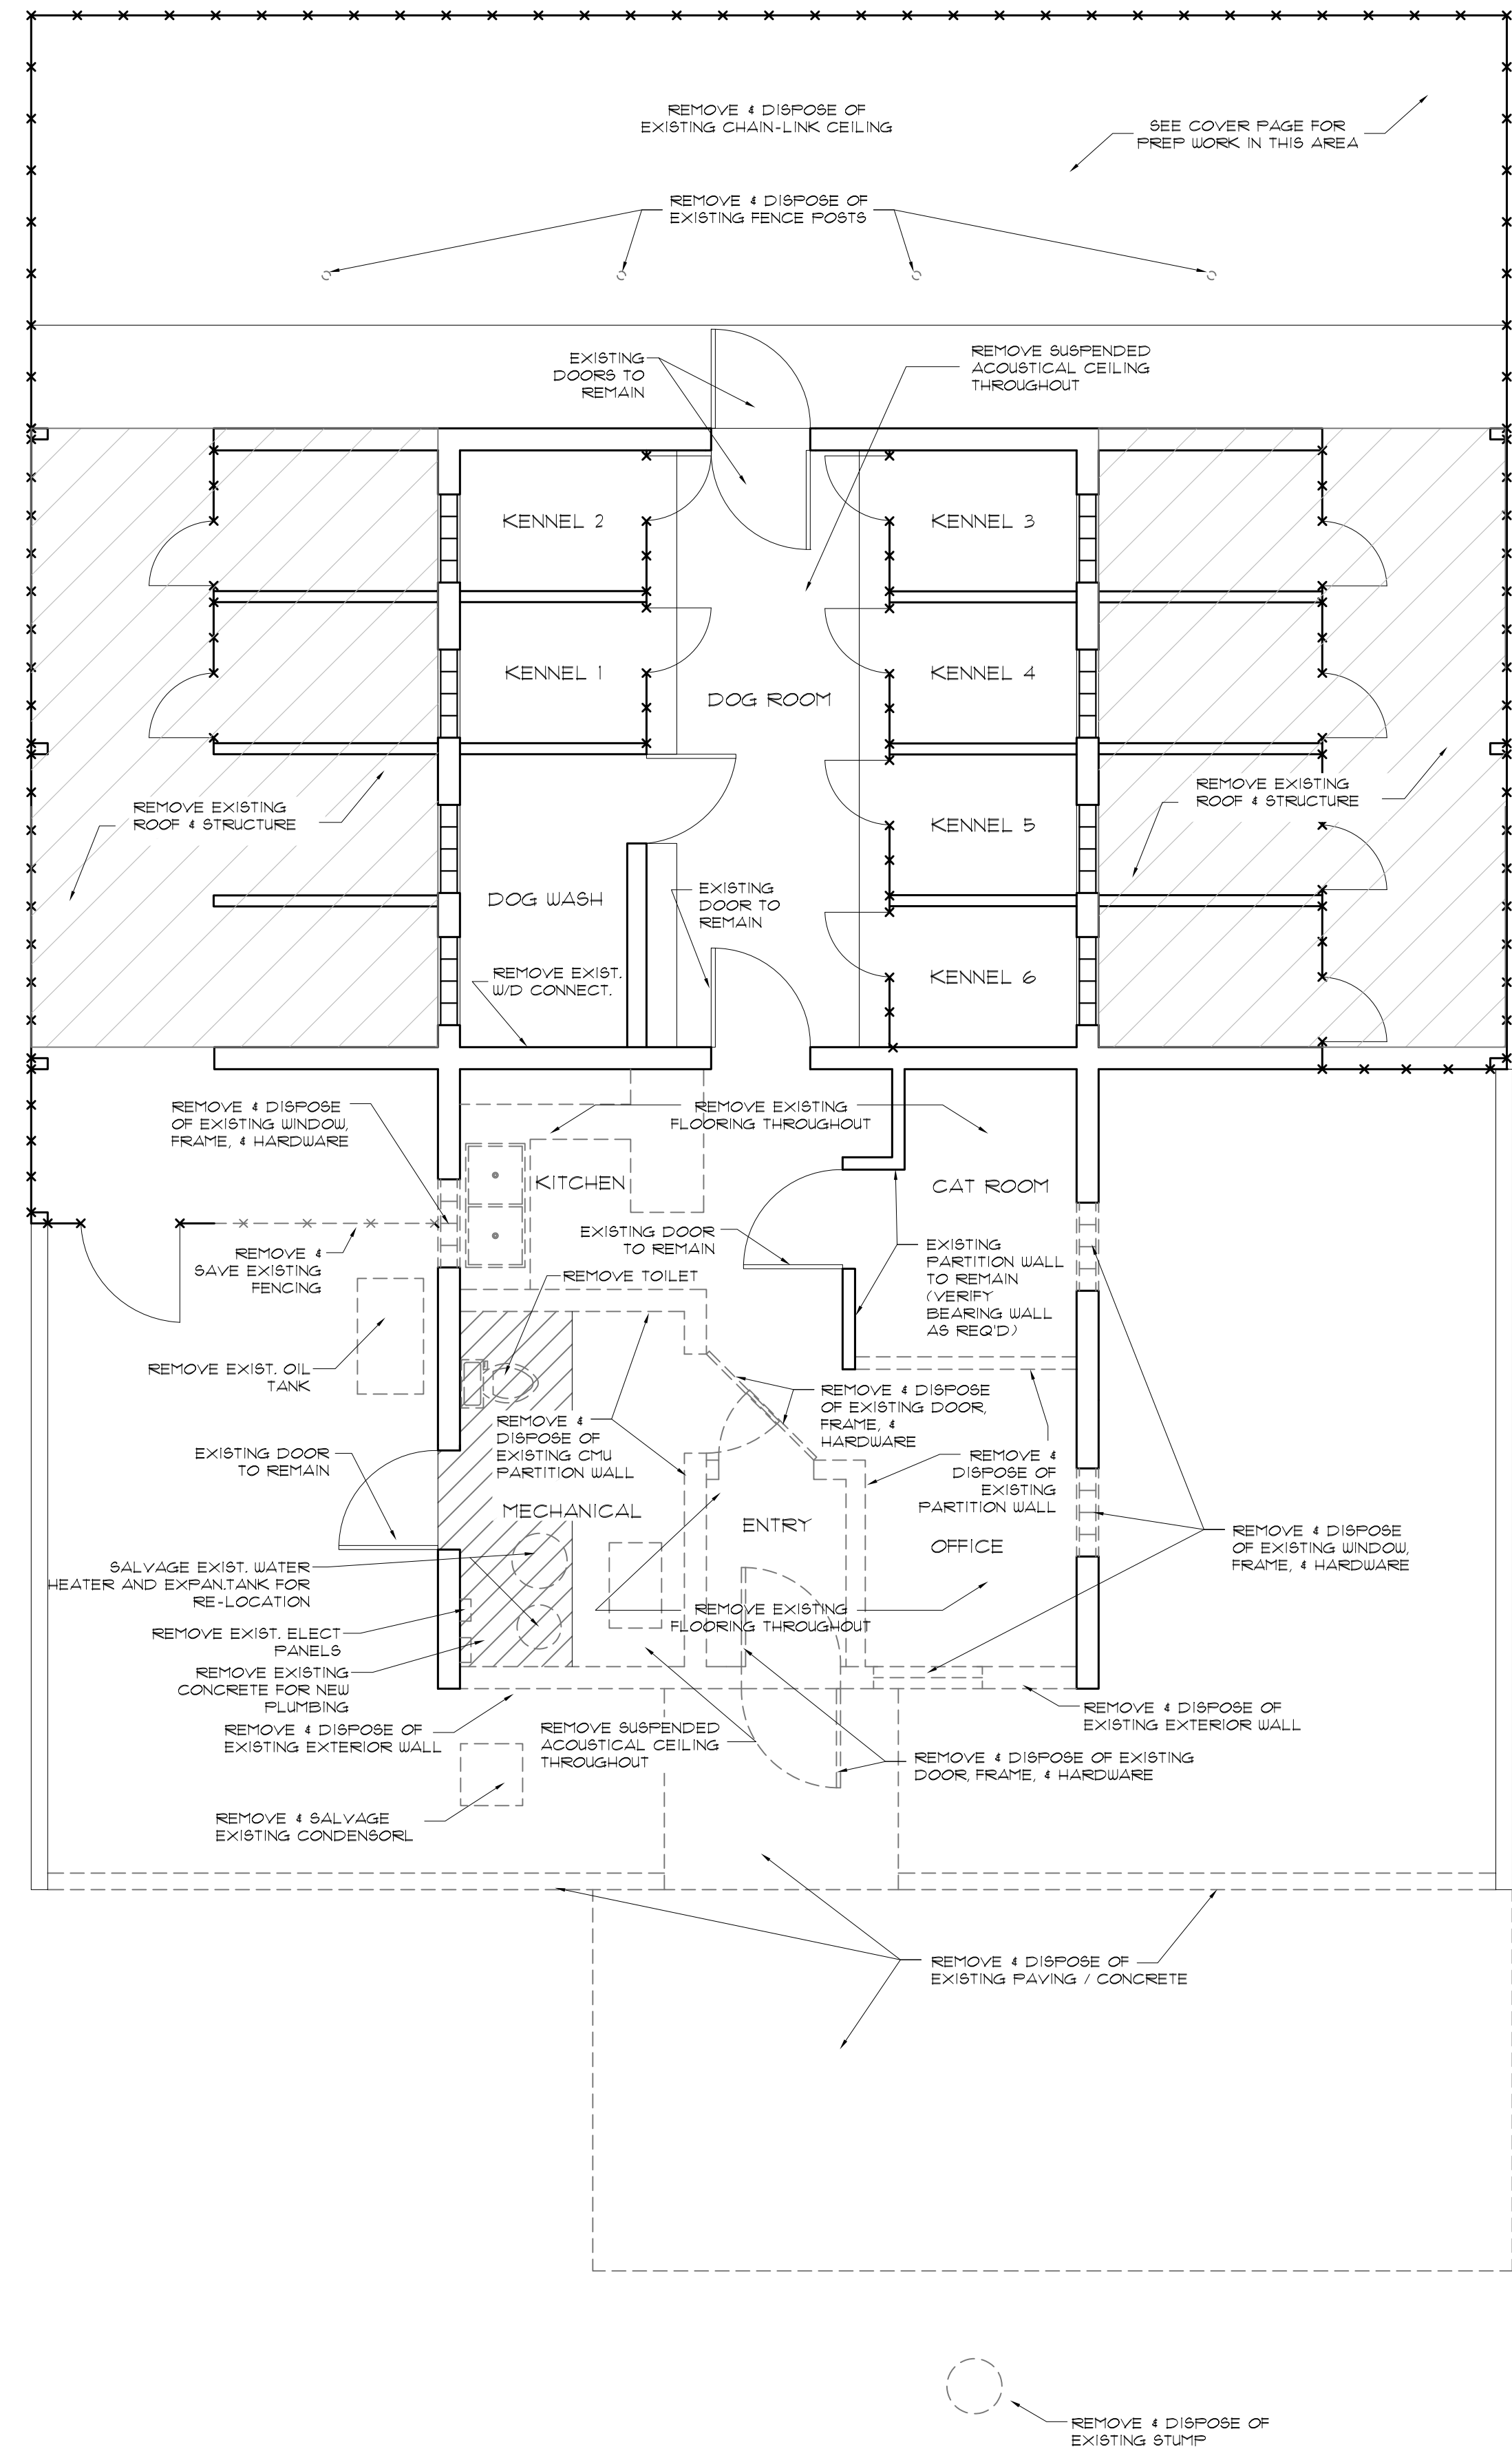 REMOVE & DISPOSE OF
EXISTING CHAIN-LINK CEILING
SEE COVER PAGE FOR
PREP WORK IN THIS AREA
REMOVE & DISPOSE OF
EXISTING FENCE POSTS
EXISTING
DOORS TO
REMAIN
REMOVE SUSPENDED
ACOUSTICAL CEILING
THROUGHOUT
KENNEL 2
KENNEL 3
KENNEL 1
KENNEL 4
DOG ROOM
REMOVE EXISTING
ROOF & STRUCTURE
REMOVE EXISTING
ROOF & STRUCTURE
KENNEL 5
DOG WASH
EXISTING
DOOR TO
REMAIN
REMOVE EXIST.
W/D CONNECT.
KENNEL 6
REMOVE & DISPOSE
OF EXISTING WINDOW,
FRAME, & HARDWARE
REMOVE EXISTING
FLOORING THROUGHOUT
KITCHEN
CAT ROOM
EXISTING DOOR
TO REMAIN
REMOVE &
SAVE EXISTING
FENCING
REMOVE TOILET
EXISTING
PARTITION WALL
TO REMAIN
(VERIFY
BEARING WALL
AS REQ'D)
REMOVE EXIST. OIL
TANK
REMOVE & DISPOSE
OF EXISTING DOOR,
FRAME, &
HARDWARE
REMOVE &
DISPOSE OF
EXISTING CMU
PARTITION WALL
EXISTING DOOR
TO REMAIN
REMOVE &
DISPOSE OF
EXISTING
PARTITION WALL
MECHANICAL
ENTRY
OFFICE
REMOVE & DISPOSE
OF EXISTING WINDOW,
FRAME, & HARDWARE
SALVAGE EXIST. WATER
HEATER AND EXPAN.TANK FOR
RE-LOCATION
REMOVE EXISTING
FLOORING THROUGHOUT
REMOVE EXIST. ELECT
PANELS
REMOVE EXISTING
CONCRETE FOR NEW
PLUMBING
REMOVE & DISPOSE OF
EXISTING EXTERIOR WALL
REMOVE SUSPENDED
ACOUSTICAL CEILING
THROUGHOUT
REMOVE & DISPOSE OF
EXISTING EXTERIOR WALL
REMOVE & DISPOSE OF EXISTING
DOOR, FRAME, & HARDWARE
REMOVE & SALVAGE
EXISTING CONDENSORL
REMOVE & DISPOSE OF
EXISTING PAVING / CONCRETE
REMOVE & DISPOSE OF
EXISTING STUMP